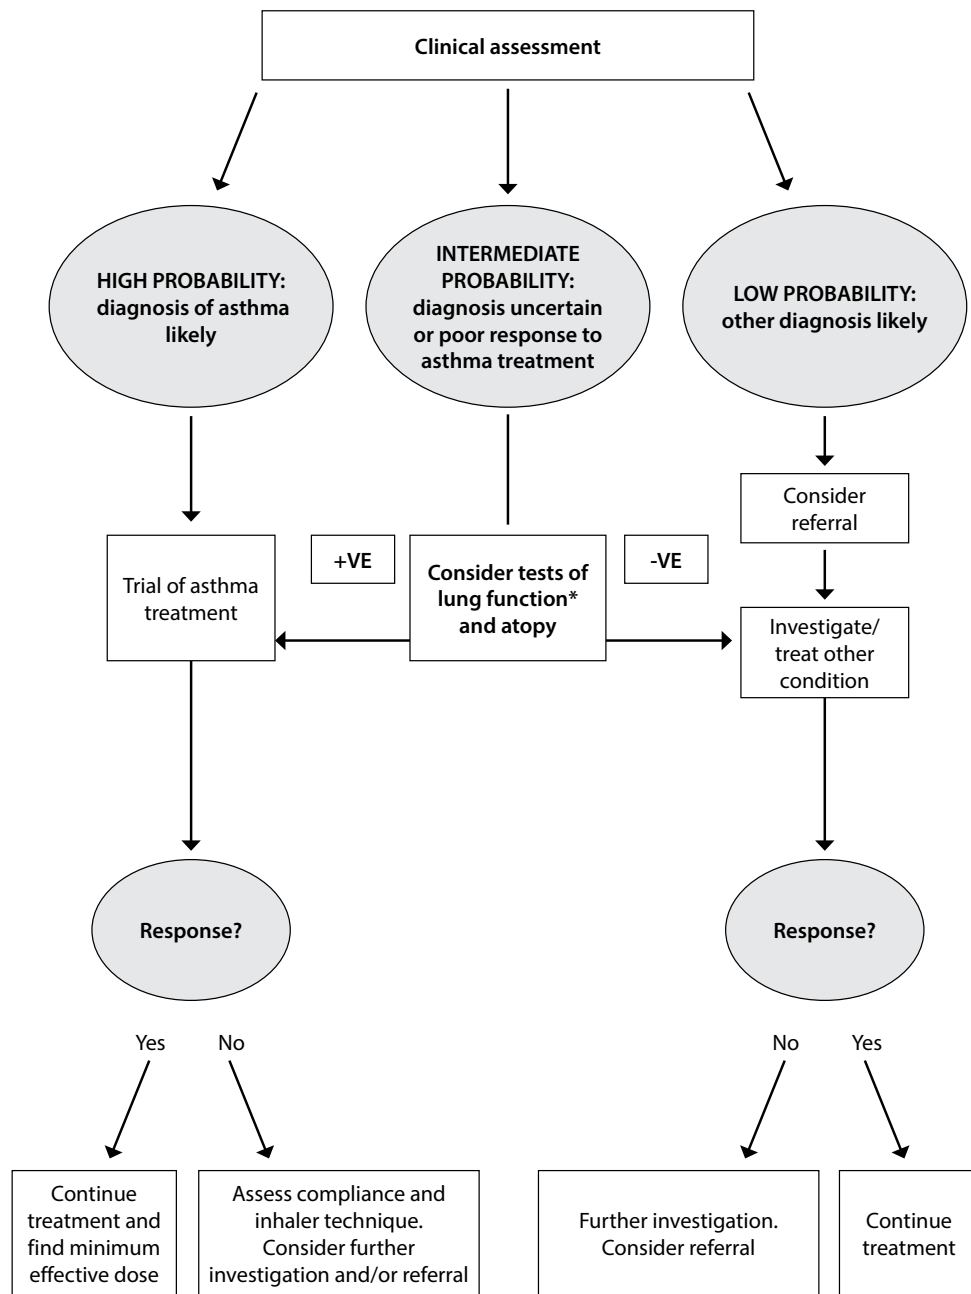 Clinical assessment
HIGH PROBABILITY:
diagnosis of asthma
likely
INTERMEDIATE
PROBABILITY:
diagnosis uncertain
or poor response to
asthma treatment
LOW PROBABILITY:
other diagnosis likely
Consider
referral
Trial of asthma
treatment
+VE
Consider tests of
lung function*
and atopy
-VE
Investigate/
treat other
condition
Response?
Response?
Yes
No
No
Yes
Continue
treatment and
find minimum
effective dose
Assess compliance and
inhaler technique.
Consider further
investigation and/or referral
Further investigation.
Consider referral
Continue
treatment